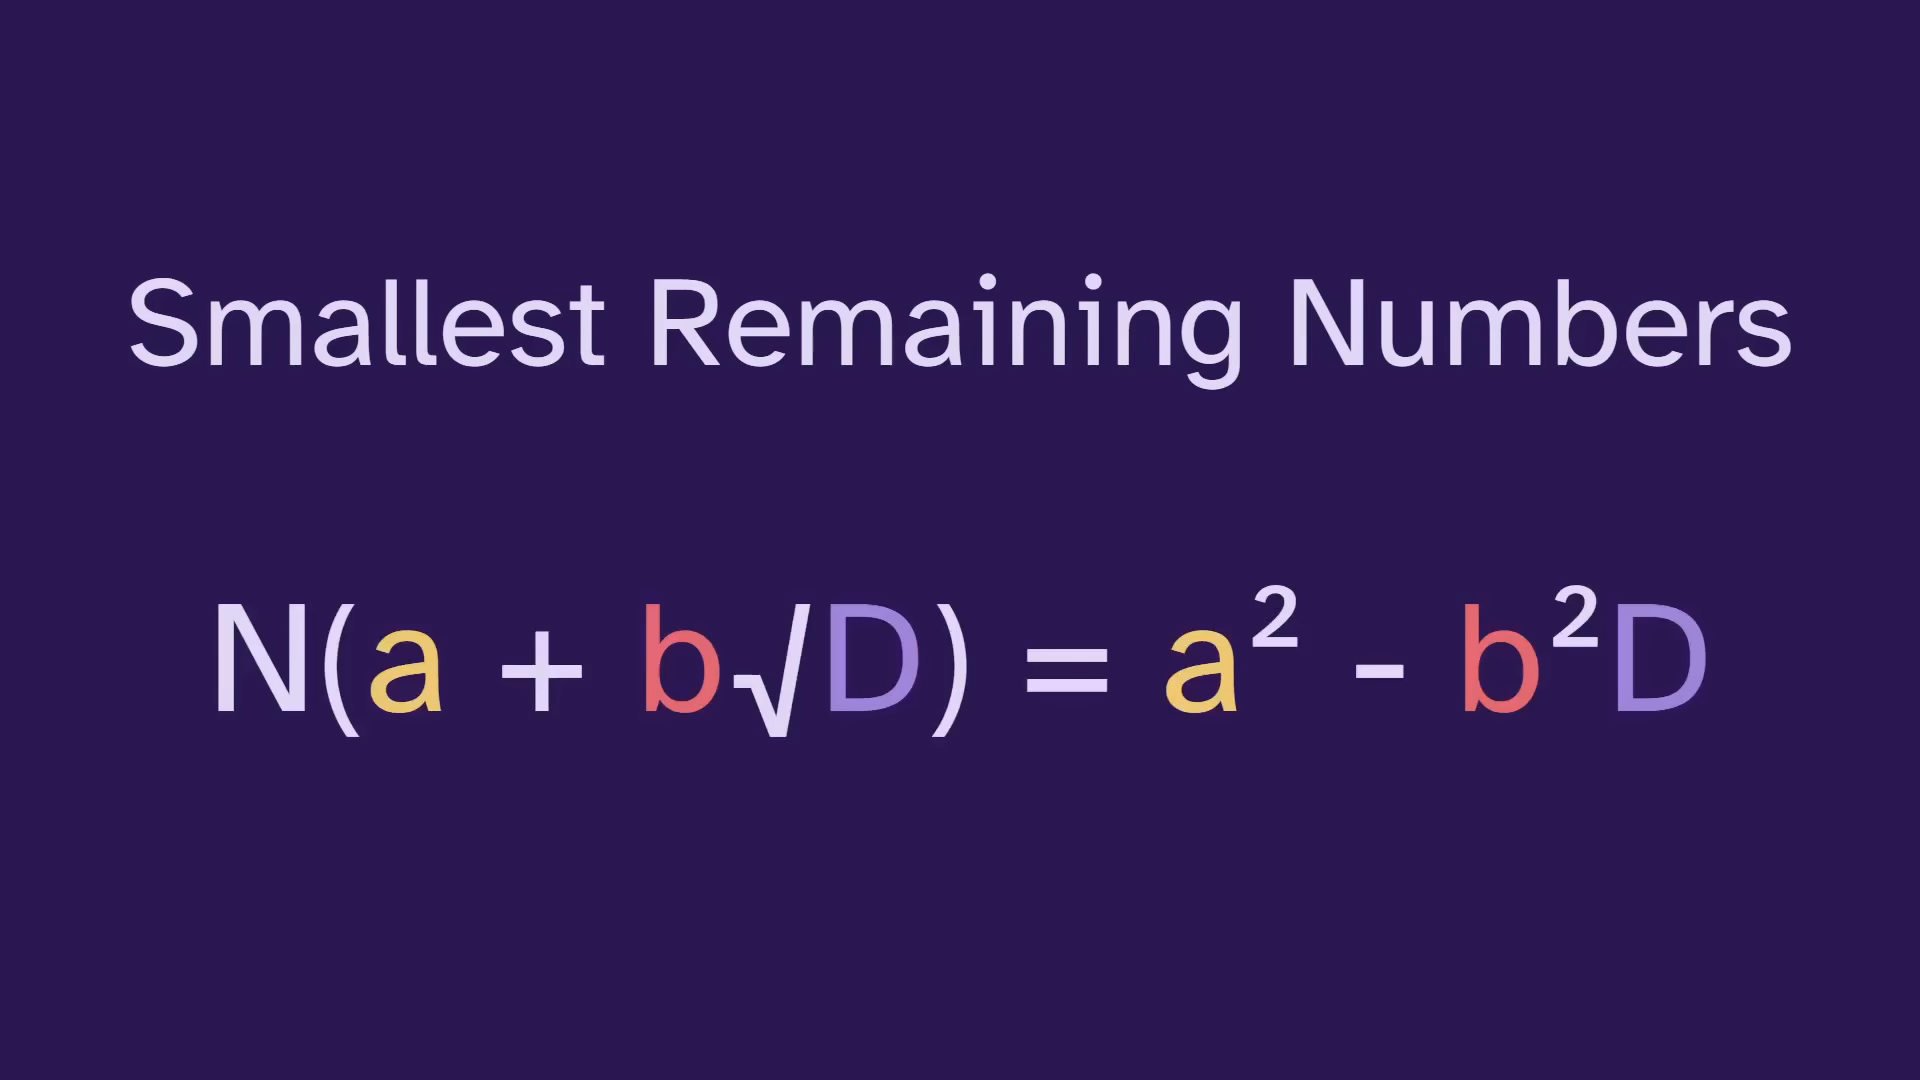 Smallest Remaining Numbers
N(a + b√D) = a² - b²D